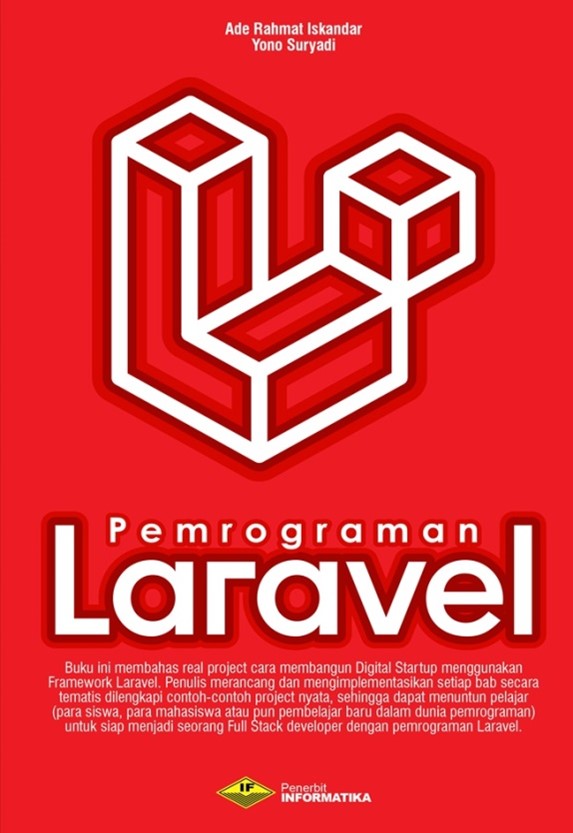 Ade Rahmat Iskandar
Yono Suryadi
Pemrograman
Laravel
Buku ini membahas real project cara membangun Digital Startup menggunakan
Framework Laravel. Penulis merancang dan mengimplementasikan setiap bab secara
tematis dilengkapi contoh-contoh project nyata, sehingga dapat menuntun pelajar
(para siswa, para mahasiswa atau pun pembelajar baru dalam dunia pemrograman)
untuk siap menjadi seorang Full Stack developer dengan pemrograman Laravel.
IF
Penerbit
INFORMATIKA